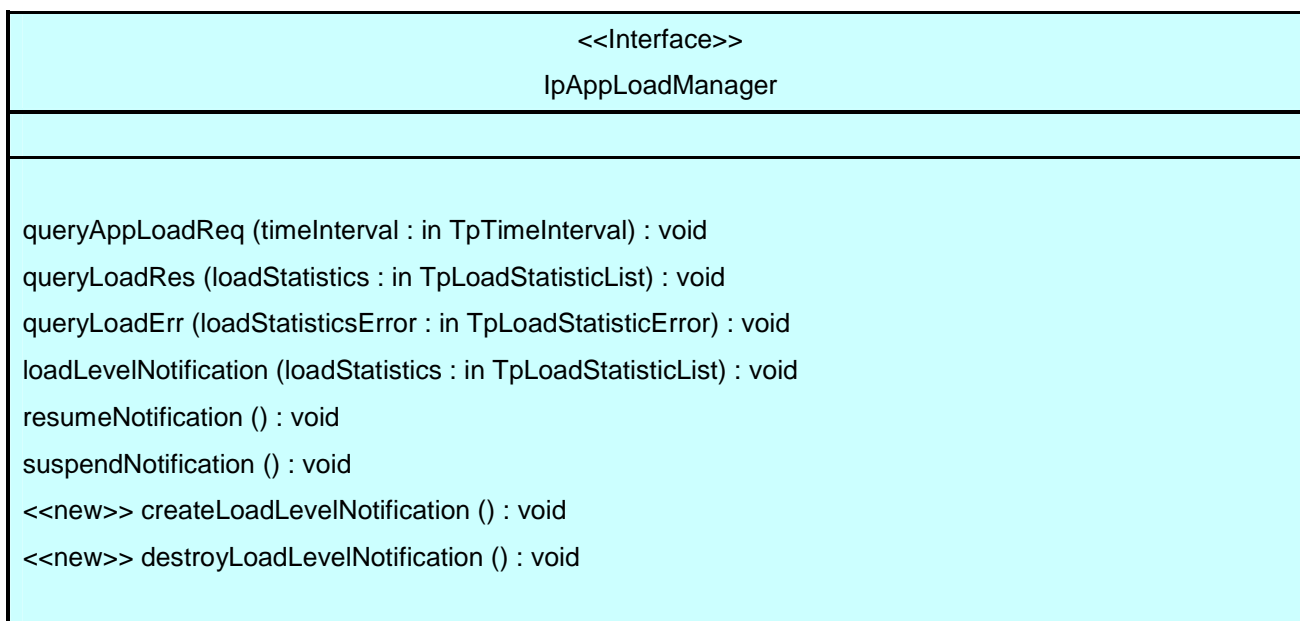 <<Interface>>
IpAppLoadManager
queryAppLoadReq (timeInterval : in TpTimeInterval) : void
queryLoadRes (loadStatistics : in TpLoadStatisticList) : void
queryLoadErr (loadStatisticsError : in TpLoadStatisticError) : void
loadLevelNotification (loadStatistics : in TpLoadStatisticList) : void
resumeNotification () : void
suspendNotification () : void
<<new>> createLoadLevelNotification () : void
<<new>> destroyLoadLevelNotification () : void